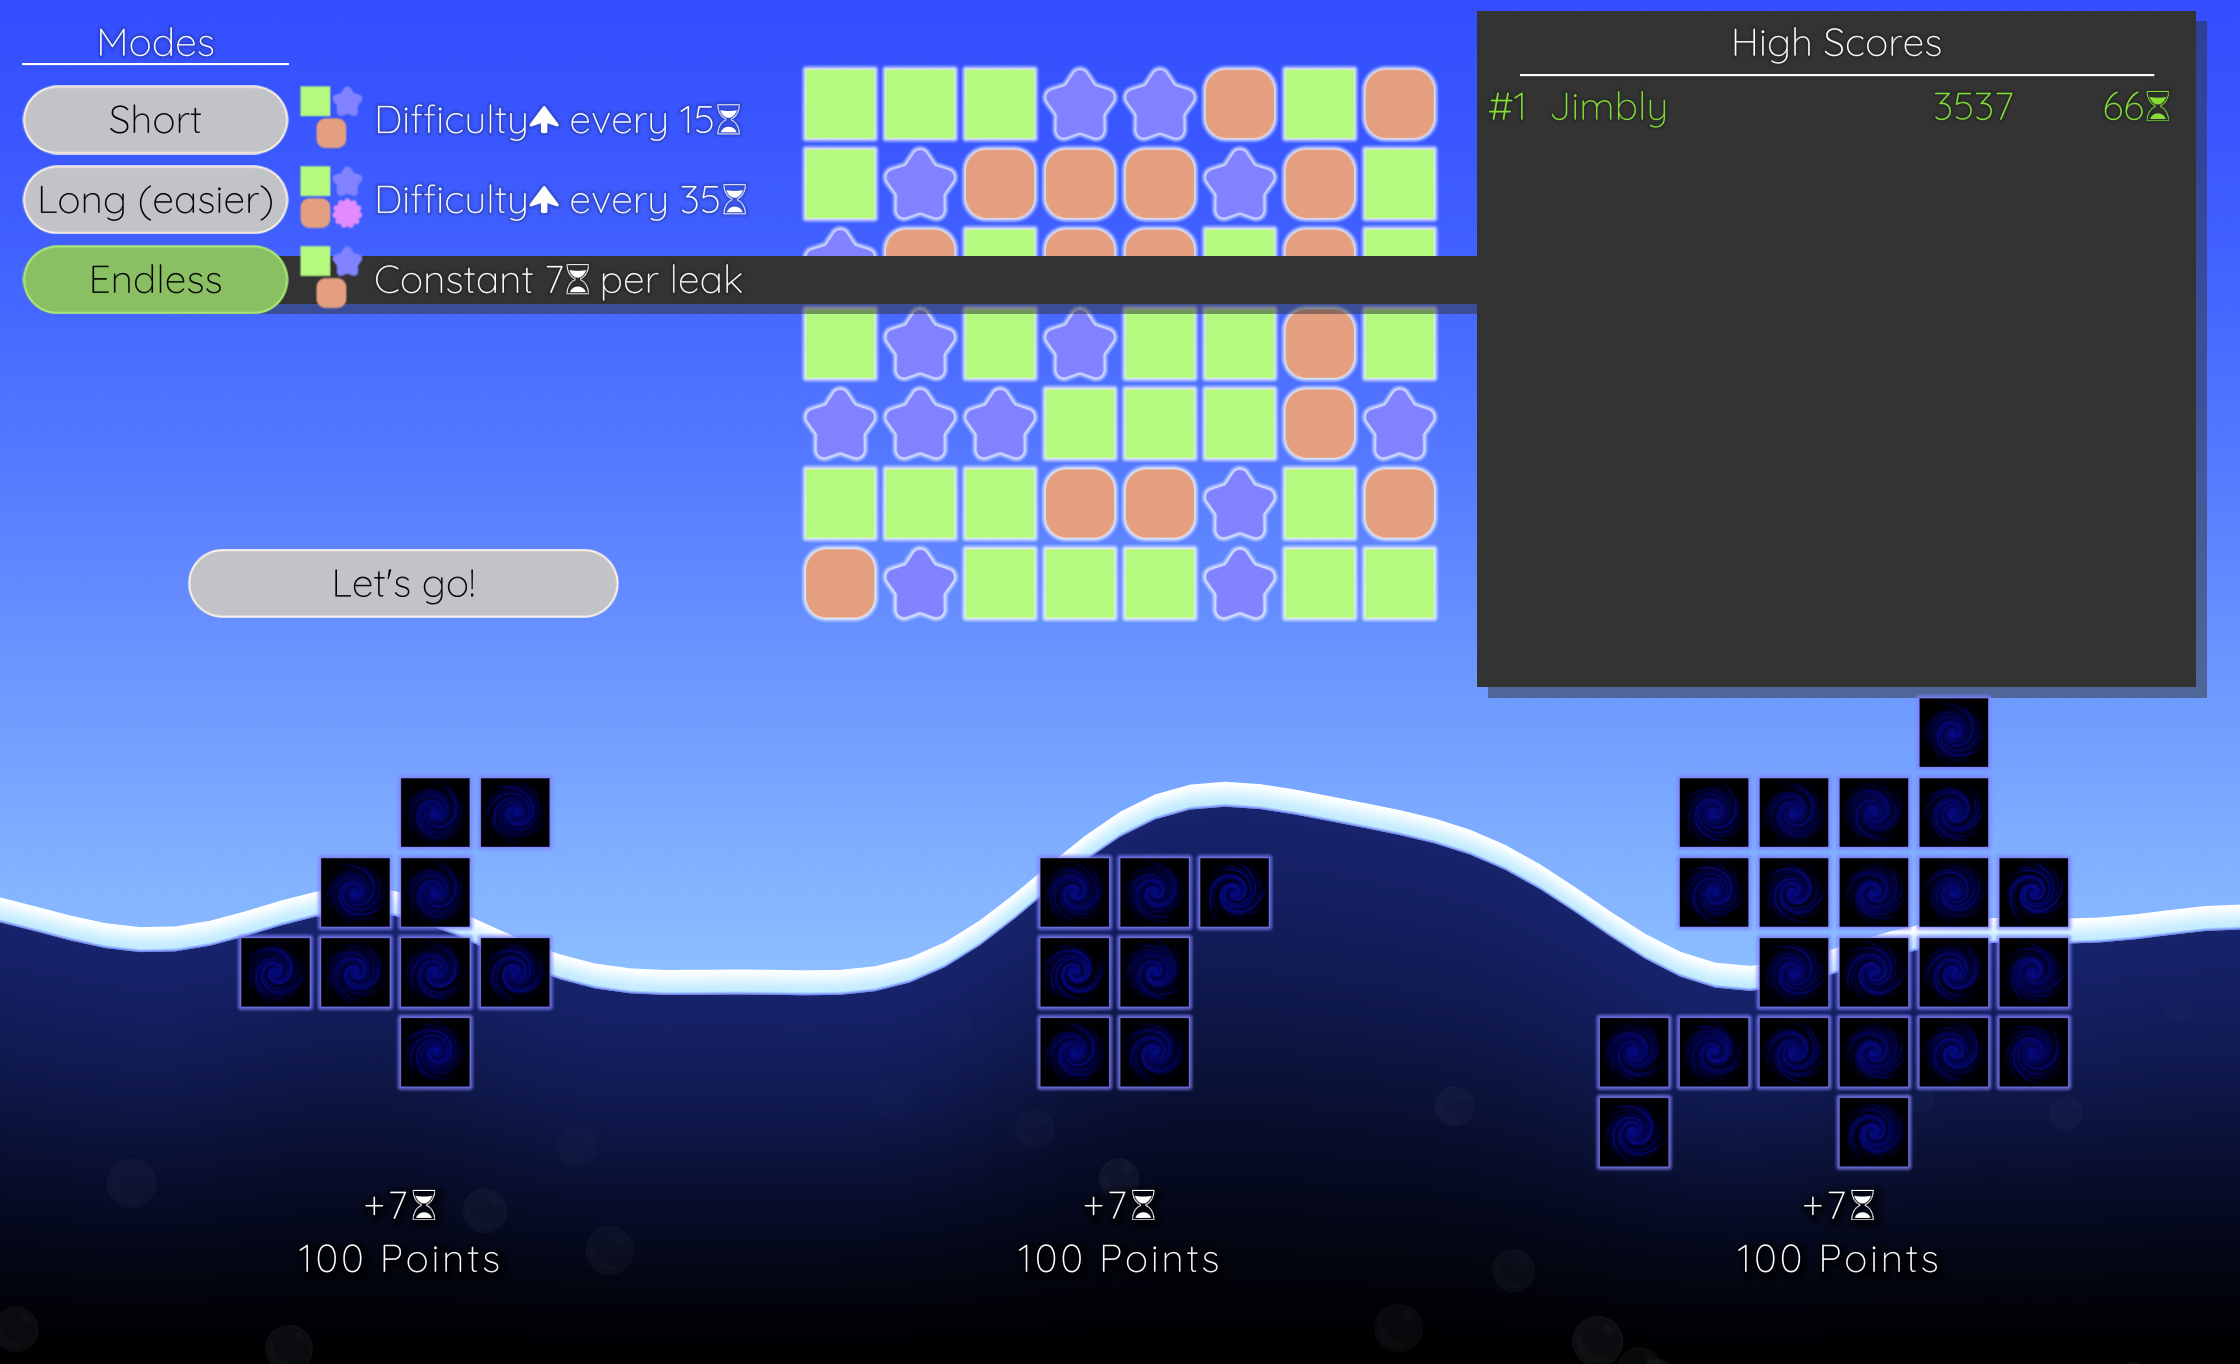 Modes
Short
Difficulty every 15
Long (easier)
Difficulty every 35
Endless
Constant 7 per leak
Let's go!
High Scores
#1 Jimbly 3537 66
+7
100 Points
+7
100 Points
+7
100 Points